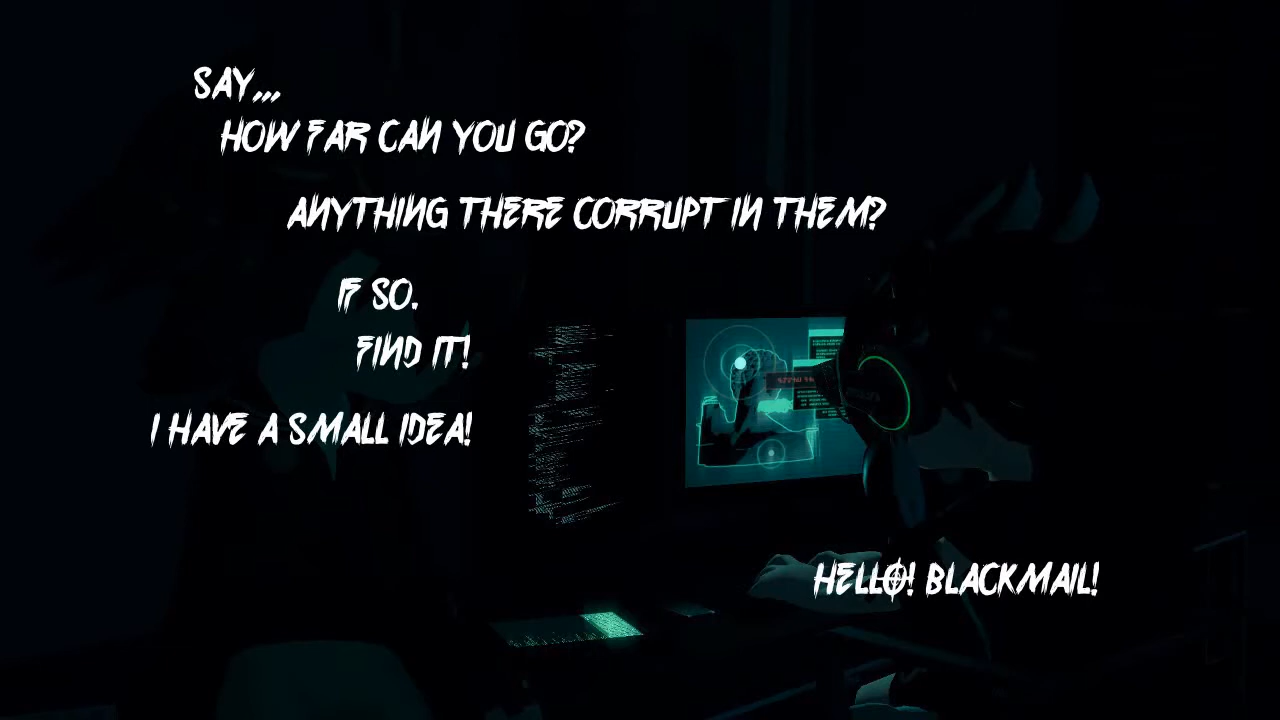 SAY...
HOW FAR CAN YOU GO?
ANYTHING THERE CORRUPT IN THEM?
IF SO.
FIND IT!
I HAVE A SMALL IDEA!
HELLO! BLACKMAIL!